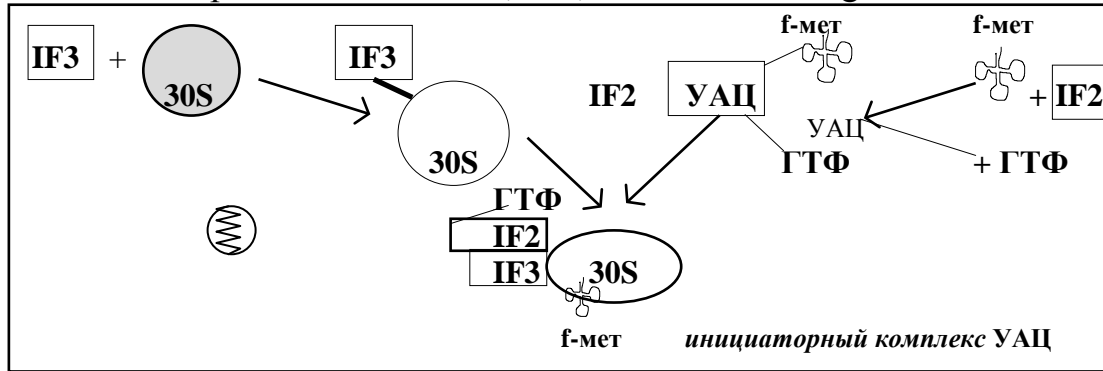 f-мет f-мет
IF3 + IF3
30S IF2 УАЦ + IF2
УАЦ
30S ГТФ + ГТФ
ГТФ
IF2
IF3 30S
f-мет инициаторный комплекс УАЦ